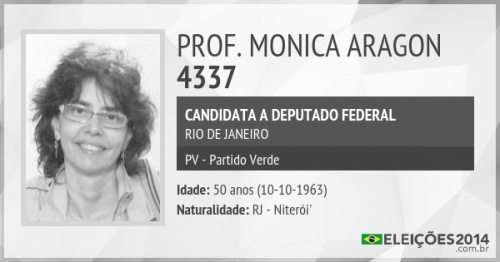 PROF. MONICA ARAGON
4337
CANDIDATA A DEPUTADO FEDERAL
RIO DE JANEIRO
PV - Partido Verde
Idade: 50 anos (10-10-1963)
Naturalidade: RJ - Niterói'
ELEIÇÕES2014
.com.br